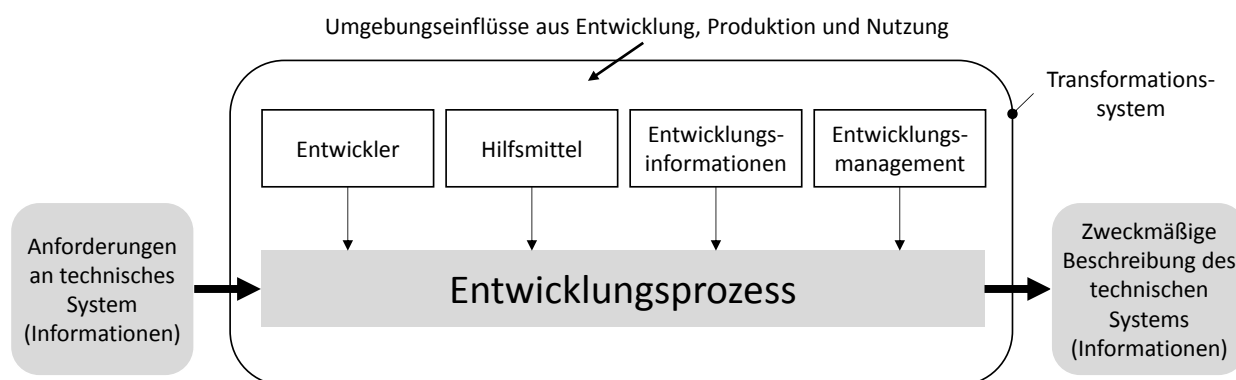 Umgebungseinflüsse aus Entwicklung, Produktion und Nutzung
Transformations-
system
Entwickler
Hilfsmittel
Entwicklungs-
informationen
Entwicklungs-
management
Anforderungen
an technisches
System
(Informationen)
Entwicklungsprozess
Zweckmäßige
Beschreibung des
technischen
Systems
(Informationen)